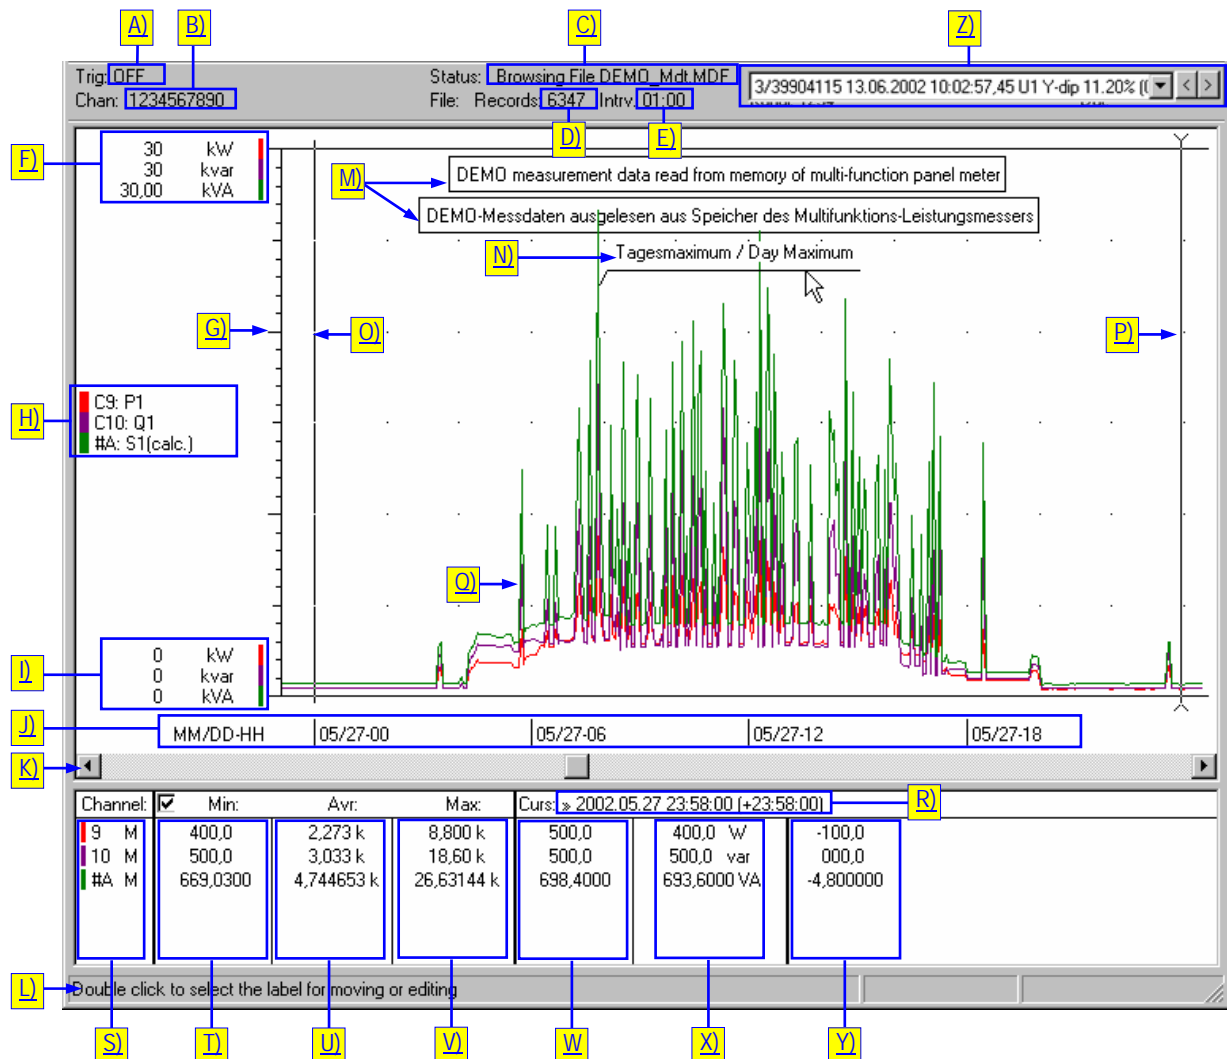 A) B) C) Z)
Trig: OFF Status: Browsing File DEMO_Mdt.MDF
3/39904115 13.06.2002 10:02:57,45 U1 Y-dip 11.20% ((
Chan: 1234567890 File: Records: 6347 Intrv. 01:00
D) E)
F)
30 kW
30 kvar
30,00 kVA
M)
DEMO measurement data read from memory of multi-function panel meter
DEMO-Messdaten ausgelesen aus Speicher des Multifunktions-Leistungsmessers
N) Tagesmaximum / Day Maximum
G) O) P)
H)
C9: P1
C10: Q1
#A: S1(calc.)
Q)
I)
0 kW
0 kvar
0 kVA
J) MM/DD-HH 05/27-00 05/27-06 05/27-12 05/27-18
K)
Channel: Min: Avr: Max: Curs: » 2002.05.27 23:58:00 (+23:58:00) R)
9 M 400,0 2,273 k 8,800 k 500,0 400,0 W -100,0
10 M 500,0 3,033 k 18,60 k 500,0 500,0 var 000,0
#A M 669,0300 4,744653 k 26,63144 k 698,4000 693,6000 VA -4,800000
L) Double click to select the label for moving or editing
S) T) U) V) W X) Y)